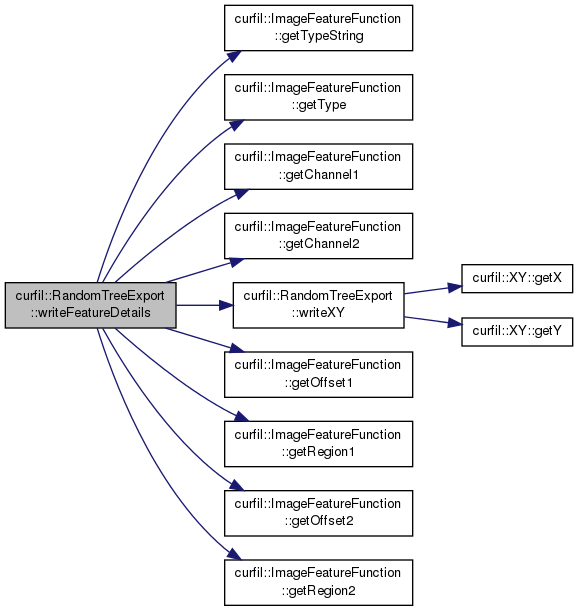 curfil::ImageFeatureFunction
::getTypeString
curfil::ImageFeatureFunction
::getType
curfil::ImageFeatureFunction
::getChannel1
curfil::ImageFeatureFunction
::getChannel2
curfil::RandomTreeExport
::writeFeatureDetails
curfil::RandomTreeExport
::writeXY
curfil::XY::getX
curfil::XY::getY
curfil::ImageFeatureFunction
::getOffset1
curfil::ImageFeatureFunction
::getRegion1
curfil::ImageFeatureFunction
::getOffset2
curfil::ImageFeatureFunction
::getRegion2